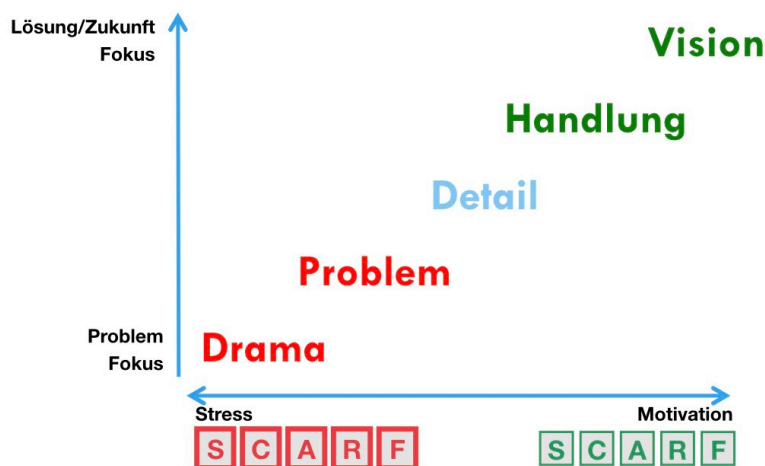 Lösung/Zukunft
Fokus
Vision
Handlung
Detail
Problem
Problem
Fokus
Drama
Stress
Motivation
S C A R F
S C A R F